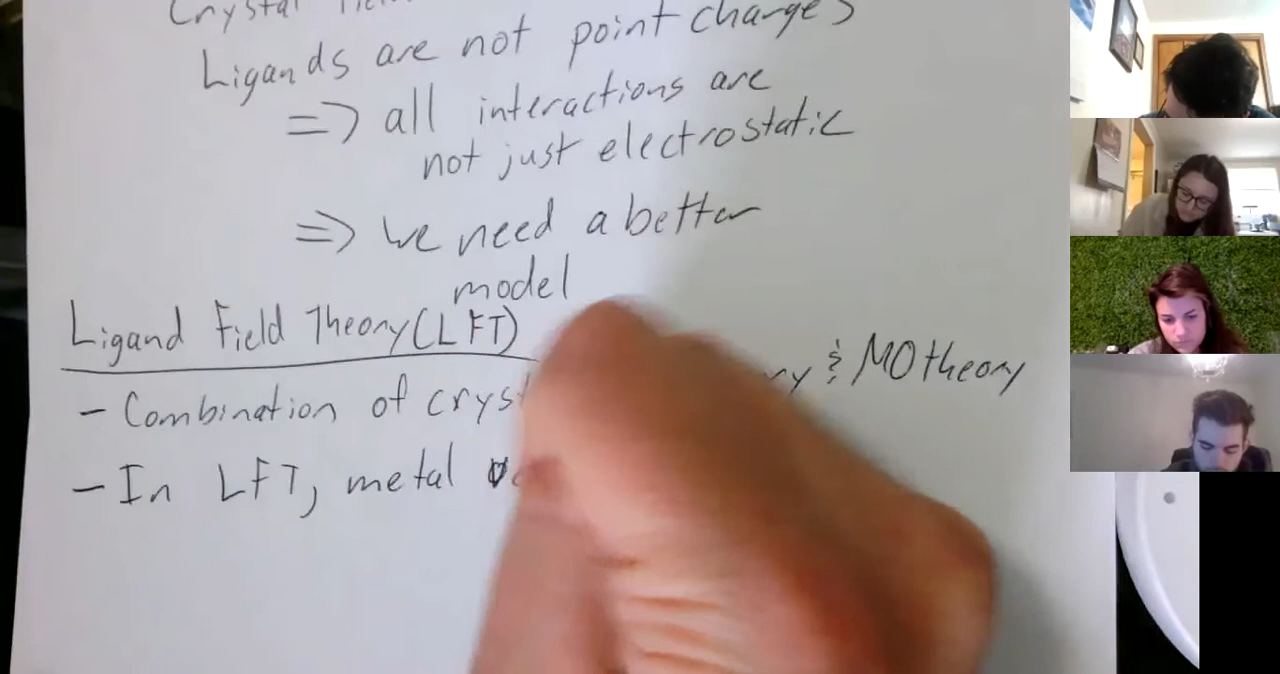 Crystal
Ligands are not point charges
=> all interactions are
not just electrostatic
=> we need a better
model
Ligand Field Theory (LFT)
- Combination of & MO theory
- In LFT, metal